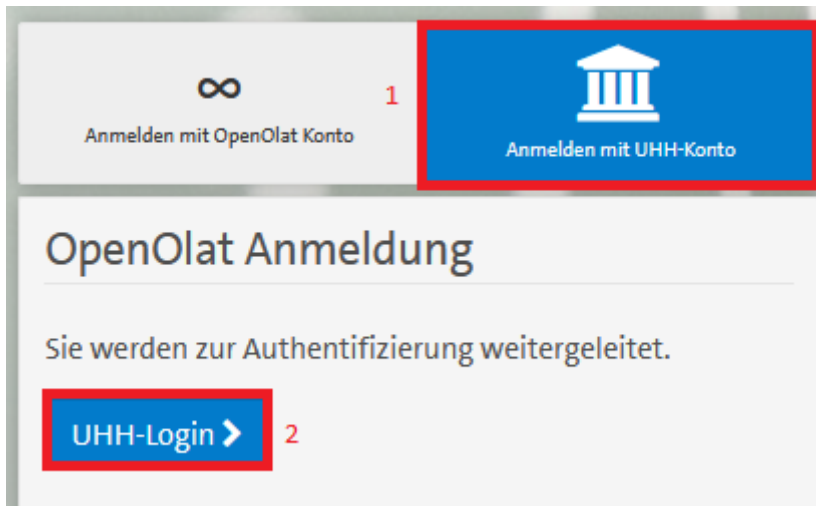 ∞
1
Anmelden mit OpenOlat Konto
Anmelden mit UHH-Konto
OpenOlat Anmeldung
Sie werden zur Authentifizierung weitergeleitet.
UHH-Login
2